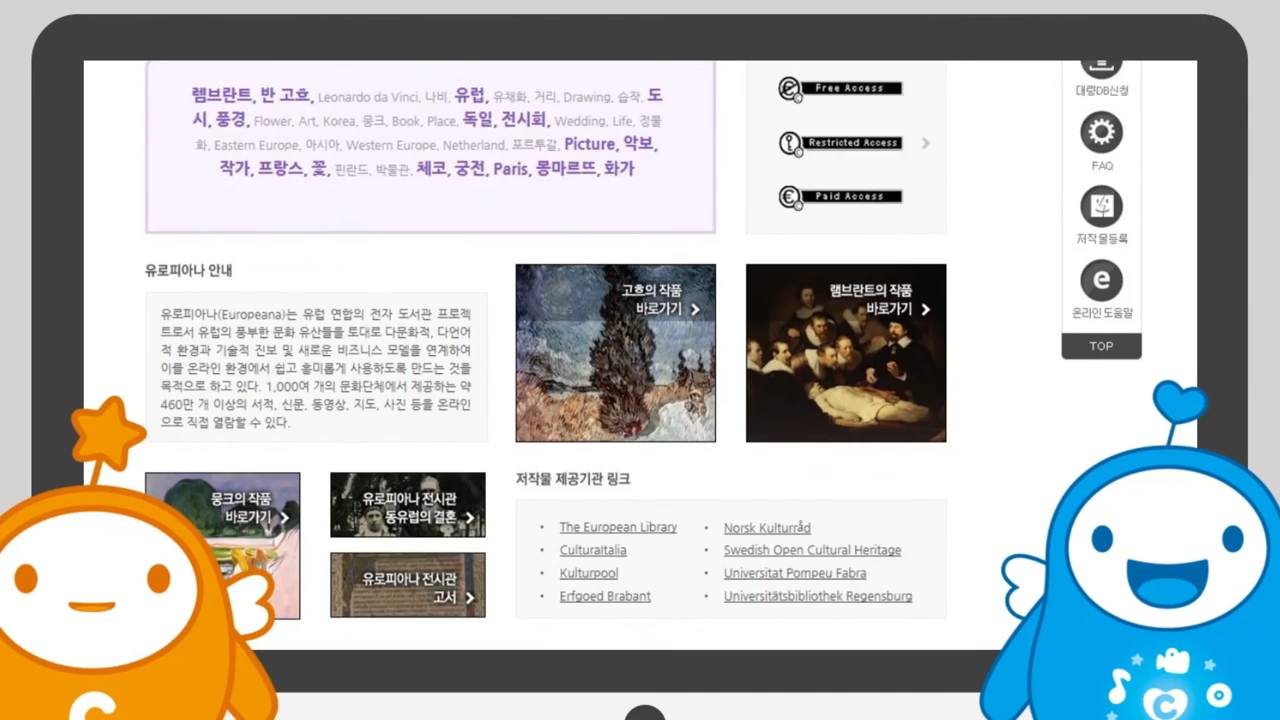 렘브란트, 반 고흐, Leonardo da Vinci, 나비, 유럽, 유채화, 거리, Drawing, 습작, 도
시, 풍경, Flower, Art, Korea, 뭉크, Book, Place, 독일, 전시회, Wedding, Life, 정물
화, Eastern Europe, 아시아, Western Europe, Netherland, 포르투갈, Picture, 악보,
작가, 프랑스, 꽃, 핀란드, 박물관, 체코, 궁전, Paris, 몽마르뜨, 화가
Free Access
Restricted Access
Paid Access
대량DB신청
FAQ
저작물등록
e
온라인 도움말
TOP
유로피아나 안내
유로피아나(Europeana)는 유럽 연합의 전자 도서관 프로젝
트로서 유럽의 풍부한 문화 유산들을 토대로 다문화적, 다언어
적 환경과 기술적 진보 및 새로운 비즈니스 모델을 연계하여
이를 온라인 환경에서 쉽고 흥미롭게 사용하도록 만드는 것을
목적으로 하고 있다. 1,000여 개의 문화단체에서 제공하는 약
460만 개 이상의 서적, 신문, 동영상, 지도, 사진 등을 온라인
으로 직접 열람할 수 있다.
고흐의 작품
바로가기
램브란트의 작품
바로가기
뭉크의 작품
바로가기
유로피아나 전시관
동유럽의 결혼
유로피아나 전시관
고서
저작물 제공기관 링크
• The European Library
• CulturaItalia
• Kulturpool
• Erfgoed Brabant
• Norsk Kulturråd
• Swedish Open Cultural Heritage
• Universitat Pompeu Fabra
• Universitätsbibliothek Regensburg
C
C